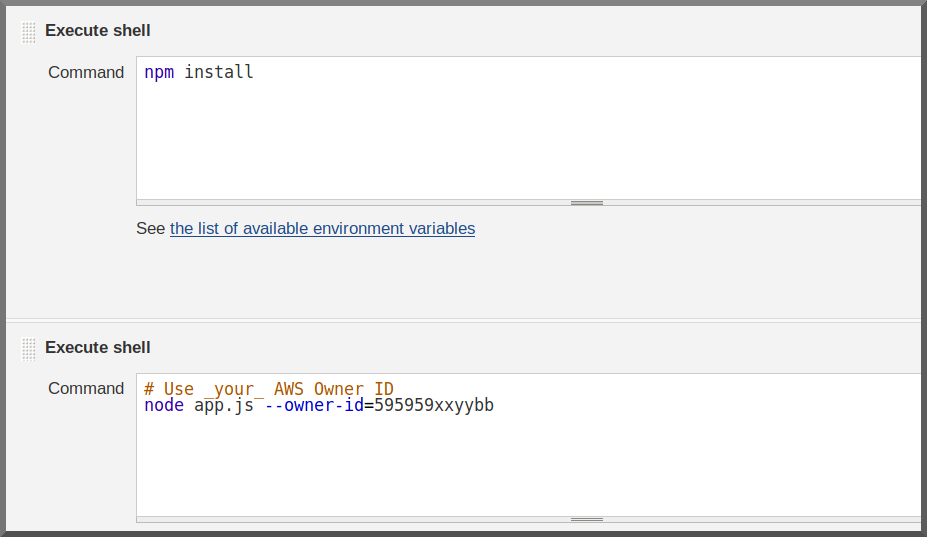 Execute shell
Command
npm install
See the list of available environment variables
Execute shell
Command
# Use _your_ AWS Owner ID
node app.js --owner-id=595959xxyybb